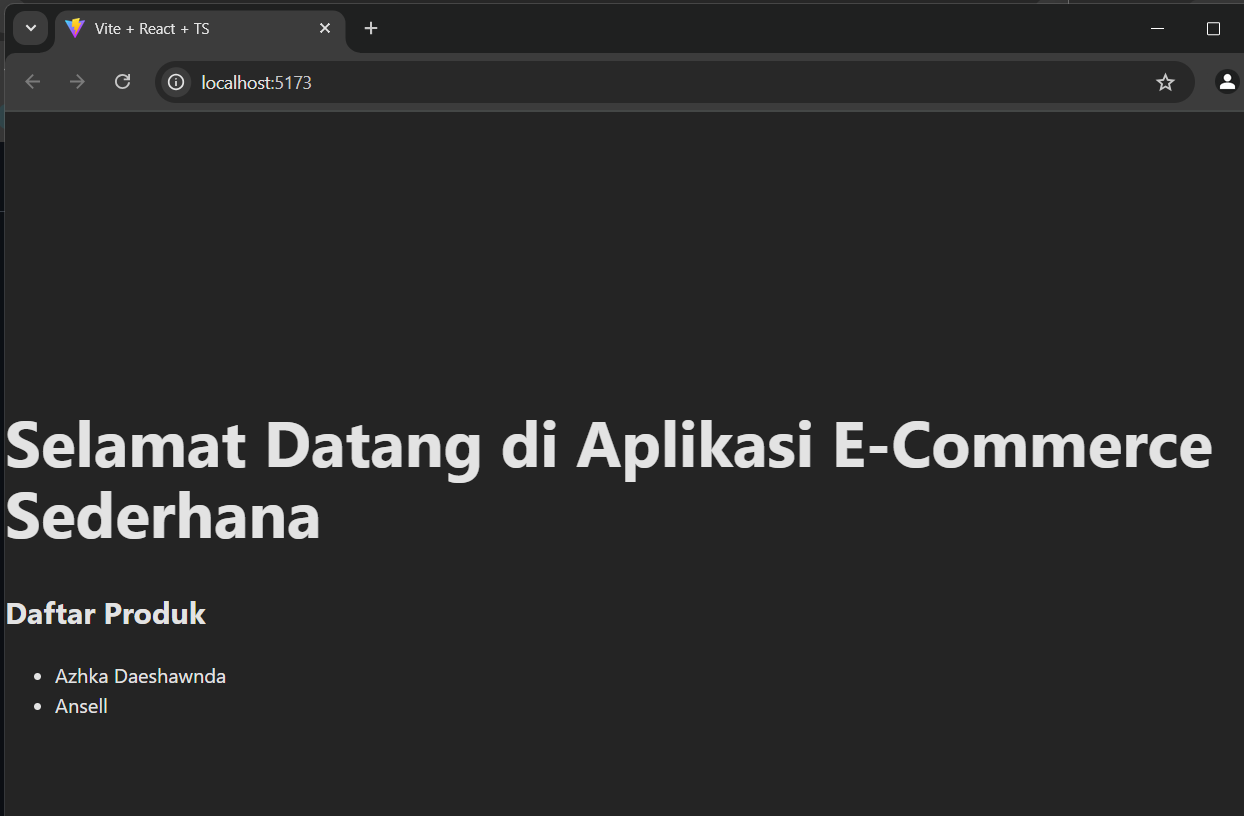 Vite + React + TS
localhost:5173
Selamat Datang di Aplikasi E-Commerce
Sederhana
Daftar Produk
Azhka Daeshawnda
Ansell